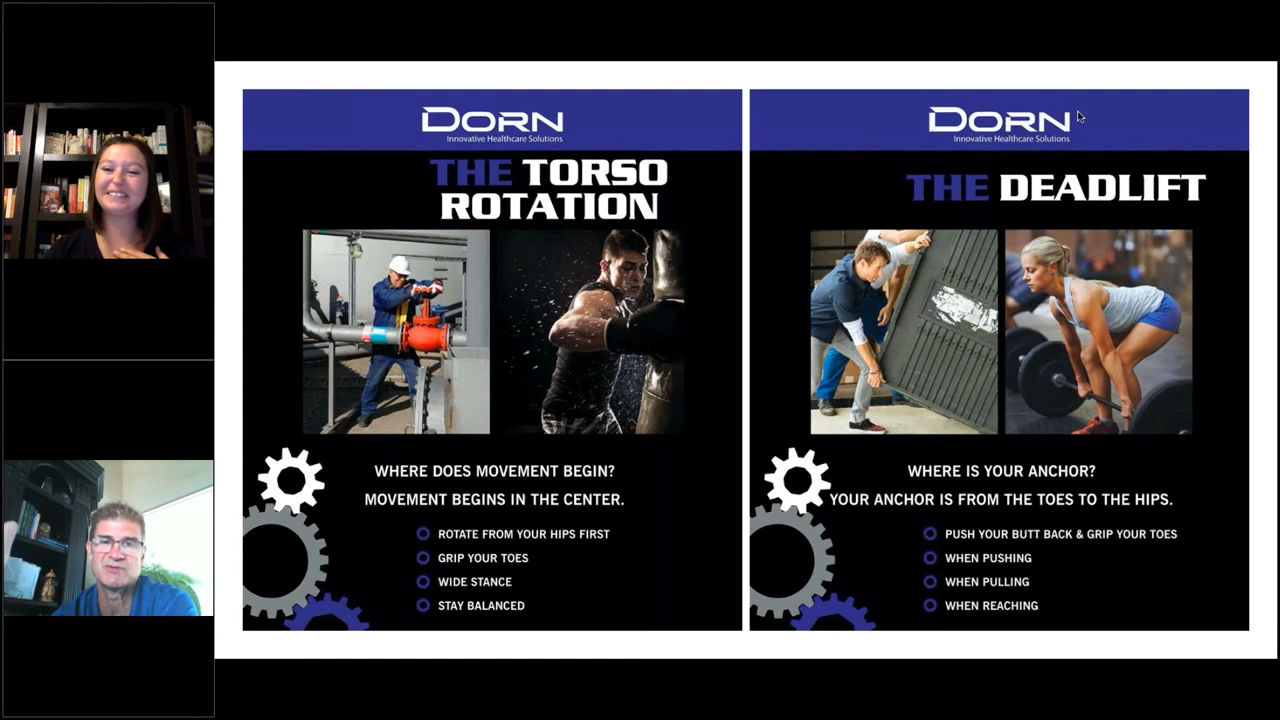 DORN
Innovative Healthcare Solutions
THE TORSO
ROTATION
WHERE DOES MOVEMENT BEGIN?
MOVEMENT BEGINS IN THE CENTER.
ROTATE FROM YOUR HIPS FIRST
GRIP YOUR TOES
WIDE STANCE
STAY BALANCED
DORN
Innovative Healthcare Solutions
THE DEADLIFT
WHERE IS YOUR ANCHOR?
YOUR ANCHOR IS FROM THE TOES TO THE HIPS.
PUSH YOUR BUTT BACK & GRIP YOUR TOES
WHEN PUSHING
WHEN PULLING
WHEN REACHING